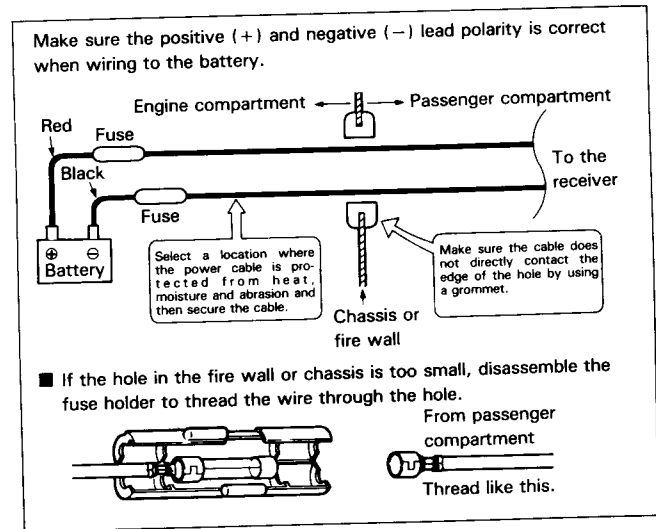 Make sure the positive (+) and negative (−) lead polarity is correct
when wiring to the battery.
Engine compartment
Passenger compartment
Red
Fuse
To the
receiver
Black
Fuse
⊕ ⊖
Battery
Select a location where
the power cable is pro-
tected from heat,
moisture and abrasion and
then secure the cable.
Make sure the cable does
not directly contact the
edge of the hole by using
a grommet.
Chassis or
fire wall
■ If the hole in the fire wall or chassis is too small, disassemble the
fuse holder to thread the wire through the hole.
From passenger
compartment
Thread like this.